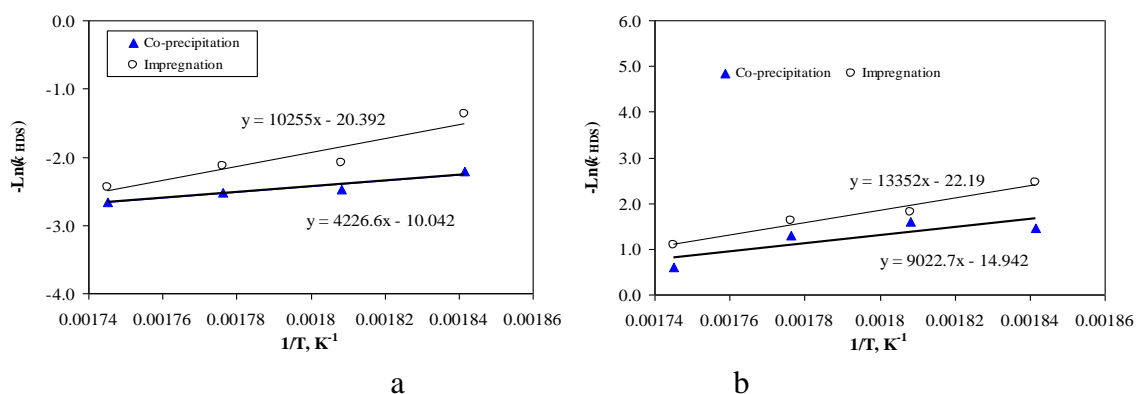 0.0
-1.0
-2.0
-3.0
-4.0
-Ln(k HDS)
Co-precipitation
Impregnation
y = 10255x - 20.392
y = 4226.6x - 10.042
0.00174 0.00176 0.00178 0.0018 0.00182 0.00184 0.00186
1/T, K-1
a
6.0
5.0
4.0
3.0
2.0
1.0
0.0
-Ln(k HDS)
Co-precipitation Impregnation
y = 13352x - 22.19
y = 9022.7x - 14.942
0.00174 0.00176 0.00178 0.0018 0.00182 0.00184 0.00186
1/T, K-1
b